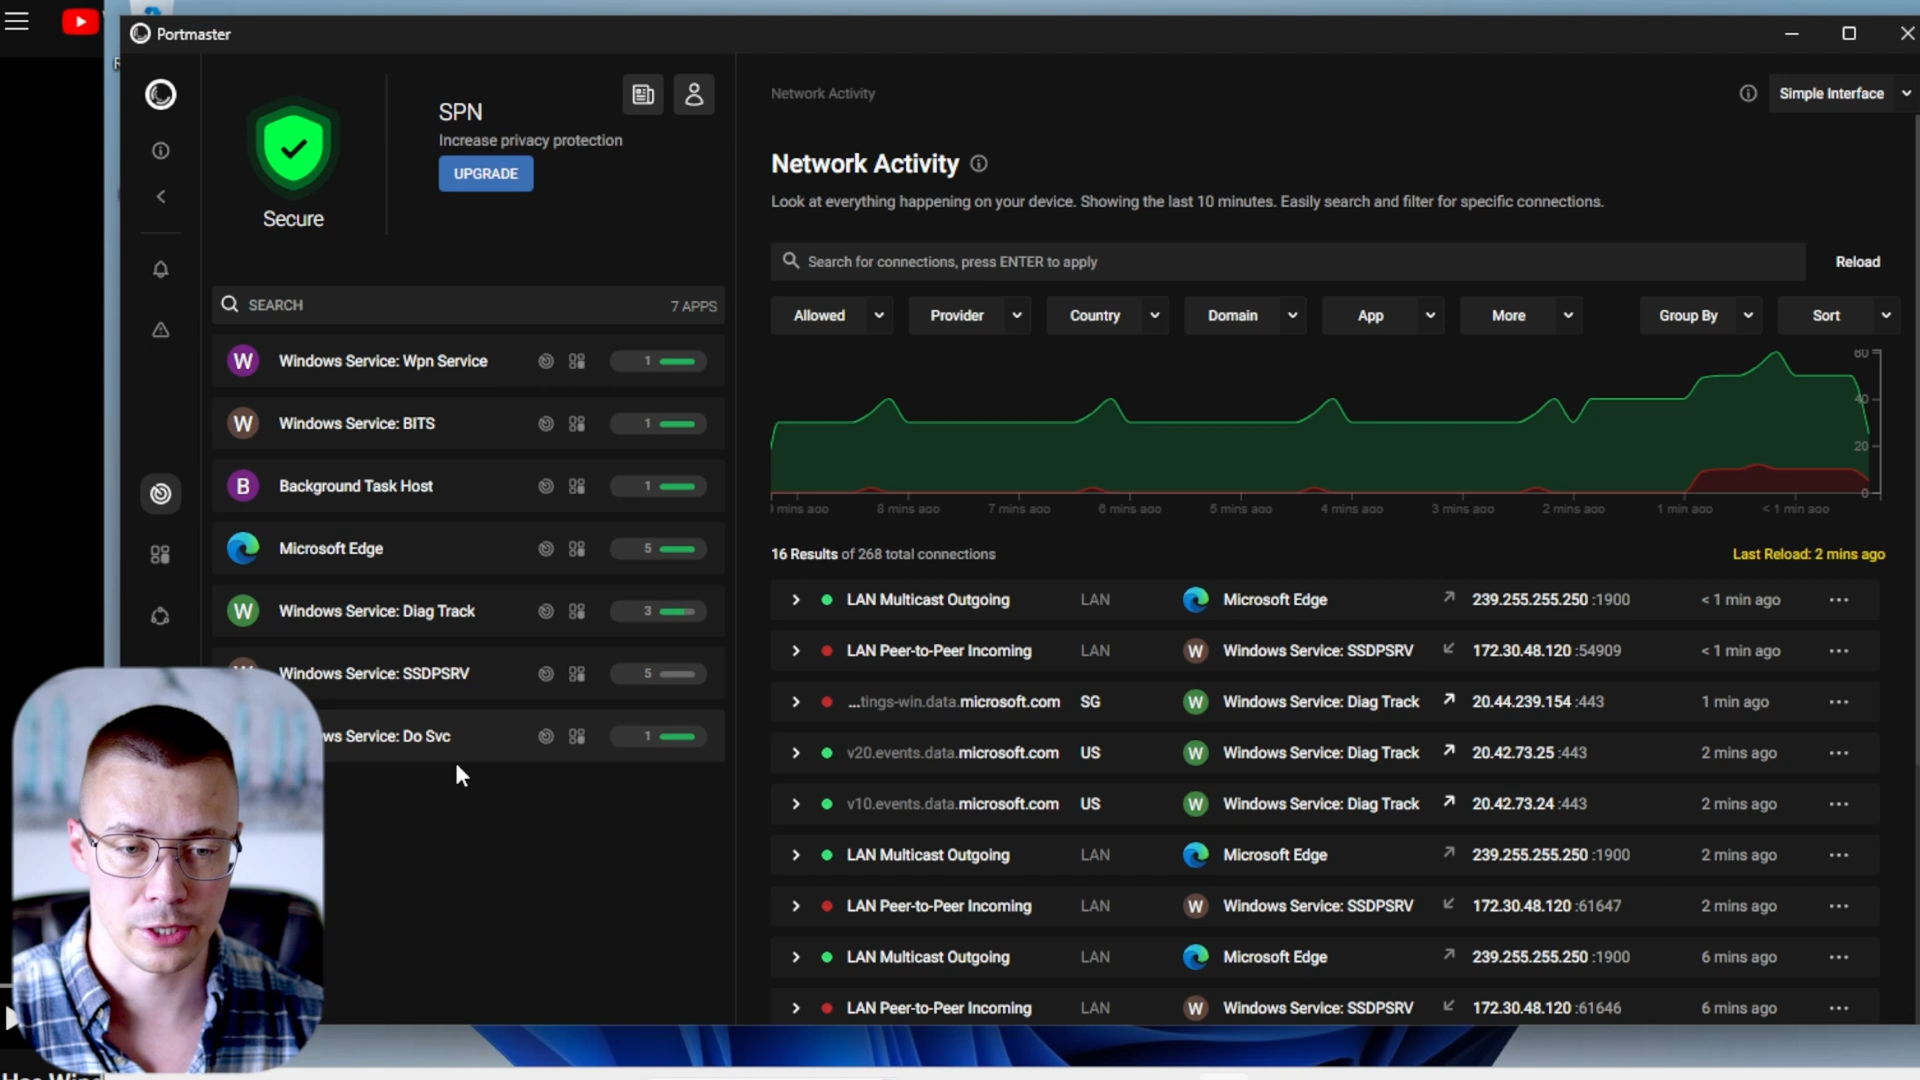 Portmaster
Secure
SPN
Increase privacy protection
UPGRADE
SEARCH
7 APPS
W Windows Service: Wpn Service 1
W Windows Service: BITS 1
B Background Task Host 1
Microsoft Edge 5
W Windows Service: Diag Track 3
Windows Service: SSDPSRV 5
ws Service: Do Svc 1
Network Activity
Simple Interface
Network Activity
Look at everything happening on your device. Showing the last 10 minutes. Easily search and filter for specific connections.
Search for connections, press ENTER to apply
Reload
Allowed Provider Country Domain App More Group By Sort
60
40
20
0
mins ago 8 mins ago 7 mins ago 6 mins ago 5 mins ago 4 mins ago 3 mins ago 2 mins ago 1 min ago < 1 min ago
16 Results of 268 total connections
Last Reload: 2 mins ago
LAN Multicast Outgoing LAN Microsoft Edge 239.255.255.250 :1900 < 1 min ago ...
LAN Peer-to-Peer Incoming LAN W Windows Service: SSDPSRV 172.30.48.120 :54909 < 1 min ago ...
...tings-win.data.microsoft.com SG W Windows Service: Diag Track 20.44.239.154 :443 1 min ago ...
v20.events.data.microsoft.com US W Windows Service: Diag Track 20.42.73.25 :443 2 mins ago ...
v10.events.data.microsoft.com US W Windows Service: Diag Track 20.42.73.24 :443 2 mins ago ...
LAN Multicast Outgoing LAN Microsoft Edge 239.255.255.250 :1900 2 mins ago ...
LAN Peer-to-Peer Incoming LAN W Windows Service: SSDPSRV 172.30.48.120 :61647 2 mins ago ...
LAN Multicast Outgoing LAN Microsoft Edge 239.255.255.250 :1900 6 mins ago ...
LAN Peer-to-Peer Incoming LAN W Windows Service: SSDPSRV 172.30.48.120 :61646 6 mins ago ...